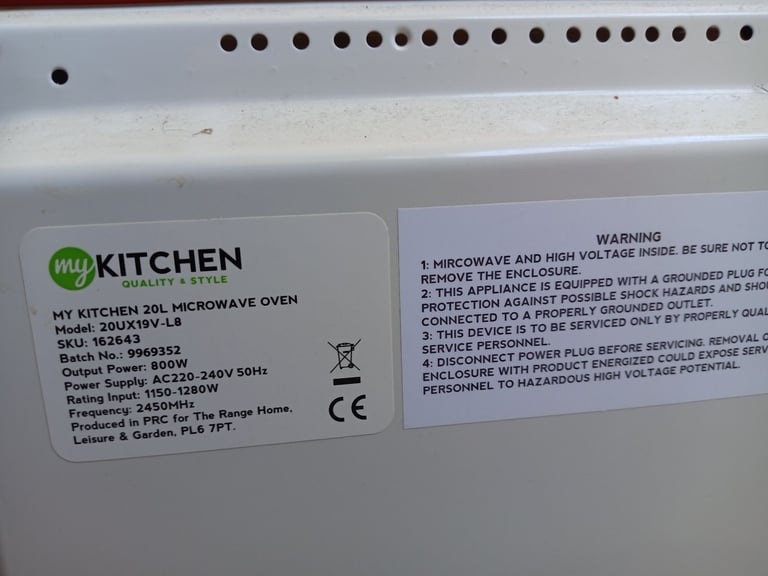 my KITCHEN
QUALITY & STYLE
MY KITCHEN 20L MICROWAVE OVEN
Model: 20UX19V-L8
SKU: 162643
Batch No.: 9969352
Output Power: 800W
Power Supply: AC220-240V 50Hz
Rating Input: 1150-1280W
Frequency: 2450MHz
Produced in PRC for The Range Home,
Leisure & Garden, PL6 7PT.
CE
WARNING
1: MIRCOWAVE AND HIGH VOLTAGE INSIDE. BE SURE NOT TO
REMOVE THE ENCLOSURE.
2: THIS APPLIANCE IS EQUIPPED WITH A GROUNDED PLUG
PROTECTION AGAINST POSSIBLE SHOCK HAZARDS AND
CONNECTED TO A PROPERLY GROUNDED OUTLET.
3: THIS DEVICE IS TO BE SERVICED ONLY BY PROPERLY
SERVICE PERSONNEL.
4: DISCONNECT POWER PLUG BEFORE SERVICING. REMOVAL
ENCLOSURE WITH PRODUCT ENERGIZED COULD EXPOSE
PERSONNEL TO HAZARDOUS HIGH VOLTAGE POTENTIAL.